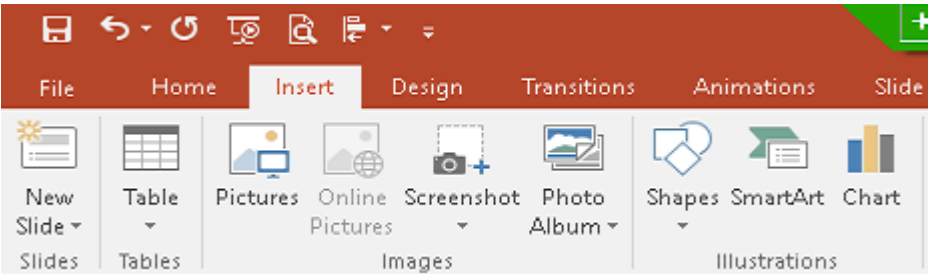 File Home Insert Design Transitions Animations Slide
New Table Pictures Online Screenshot Photo Shapes SmartArt Chart
Slide Pictures Album
Slides Tables Images Illustrations